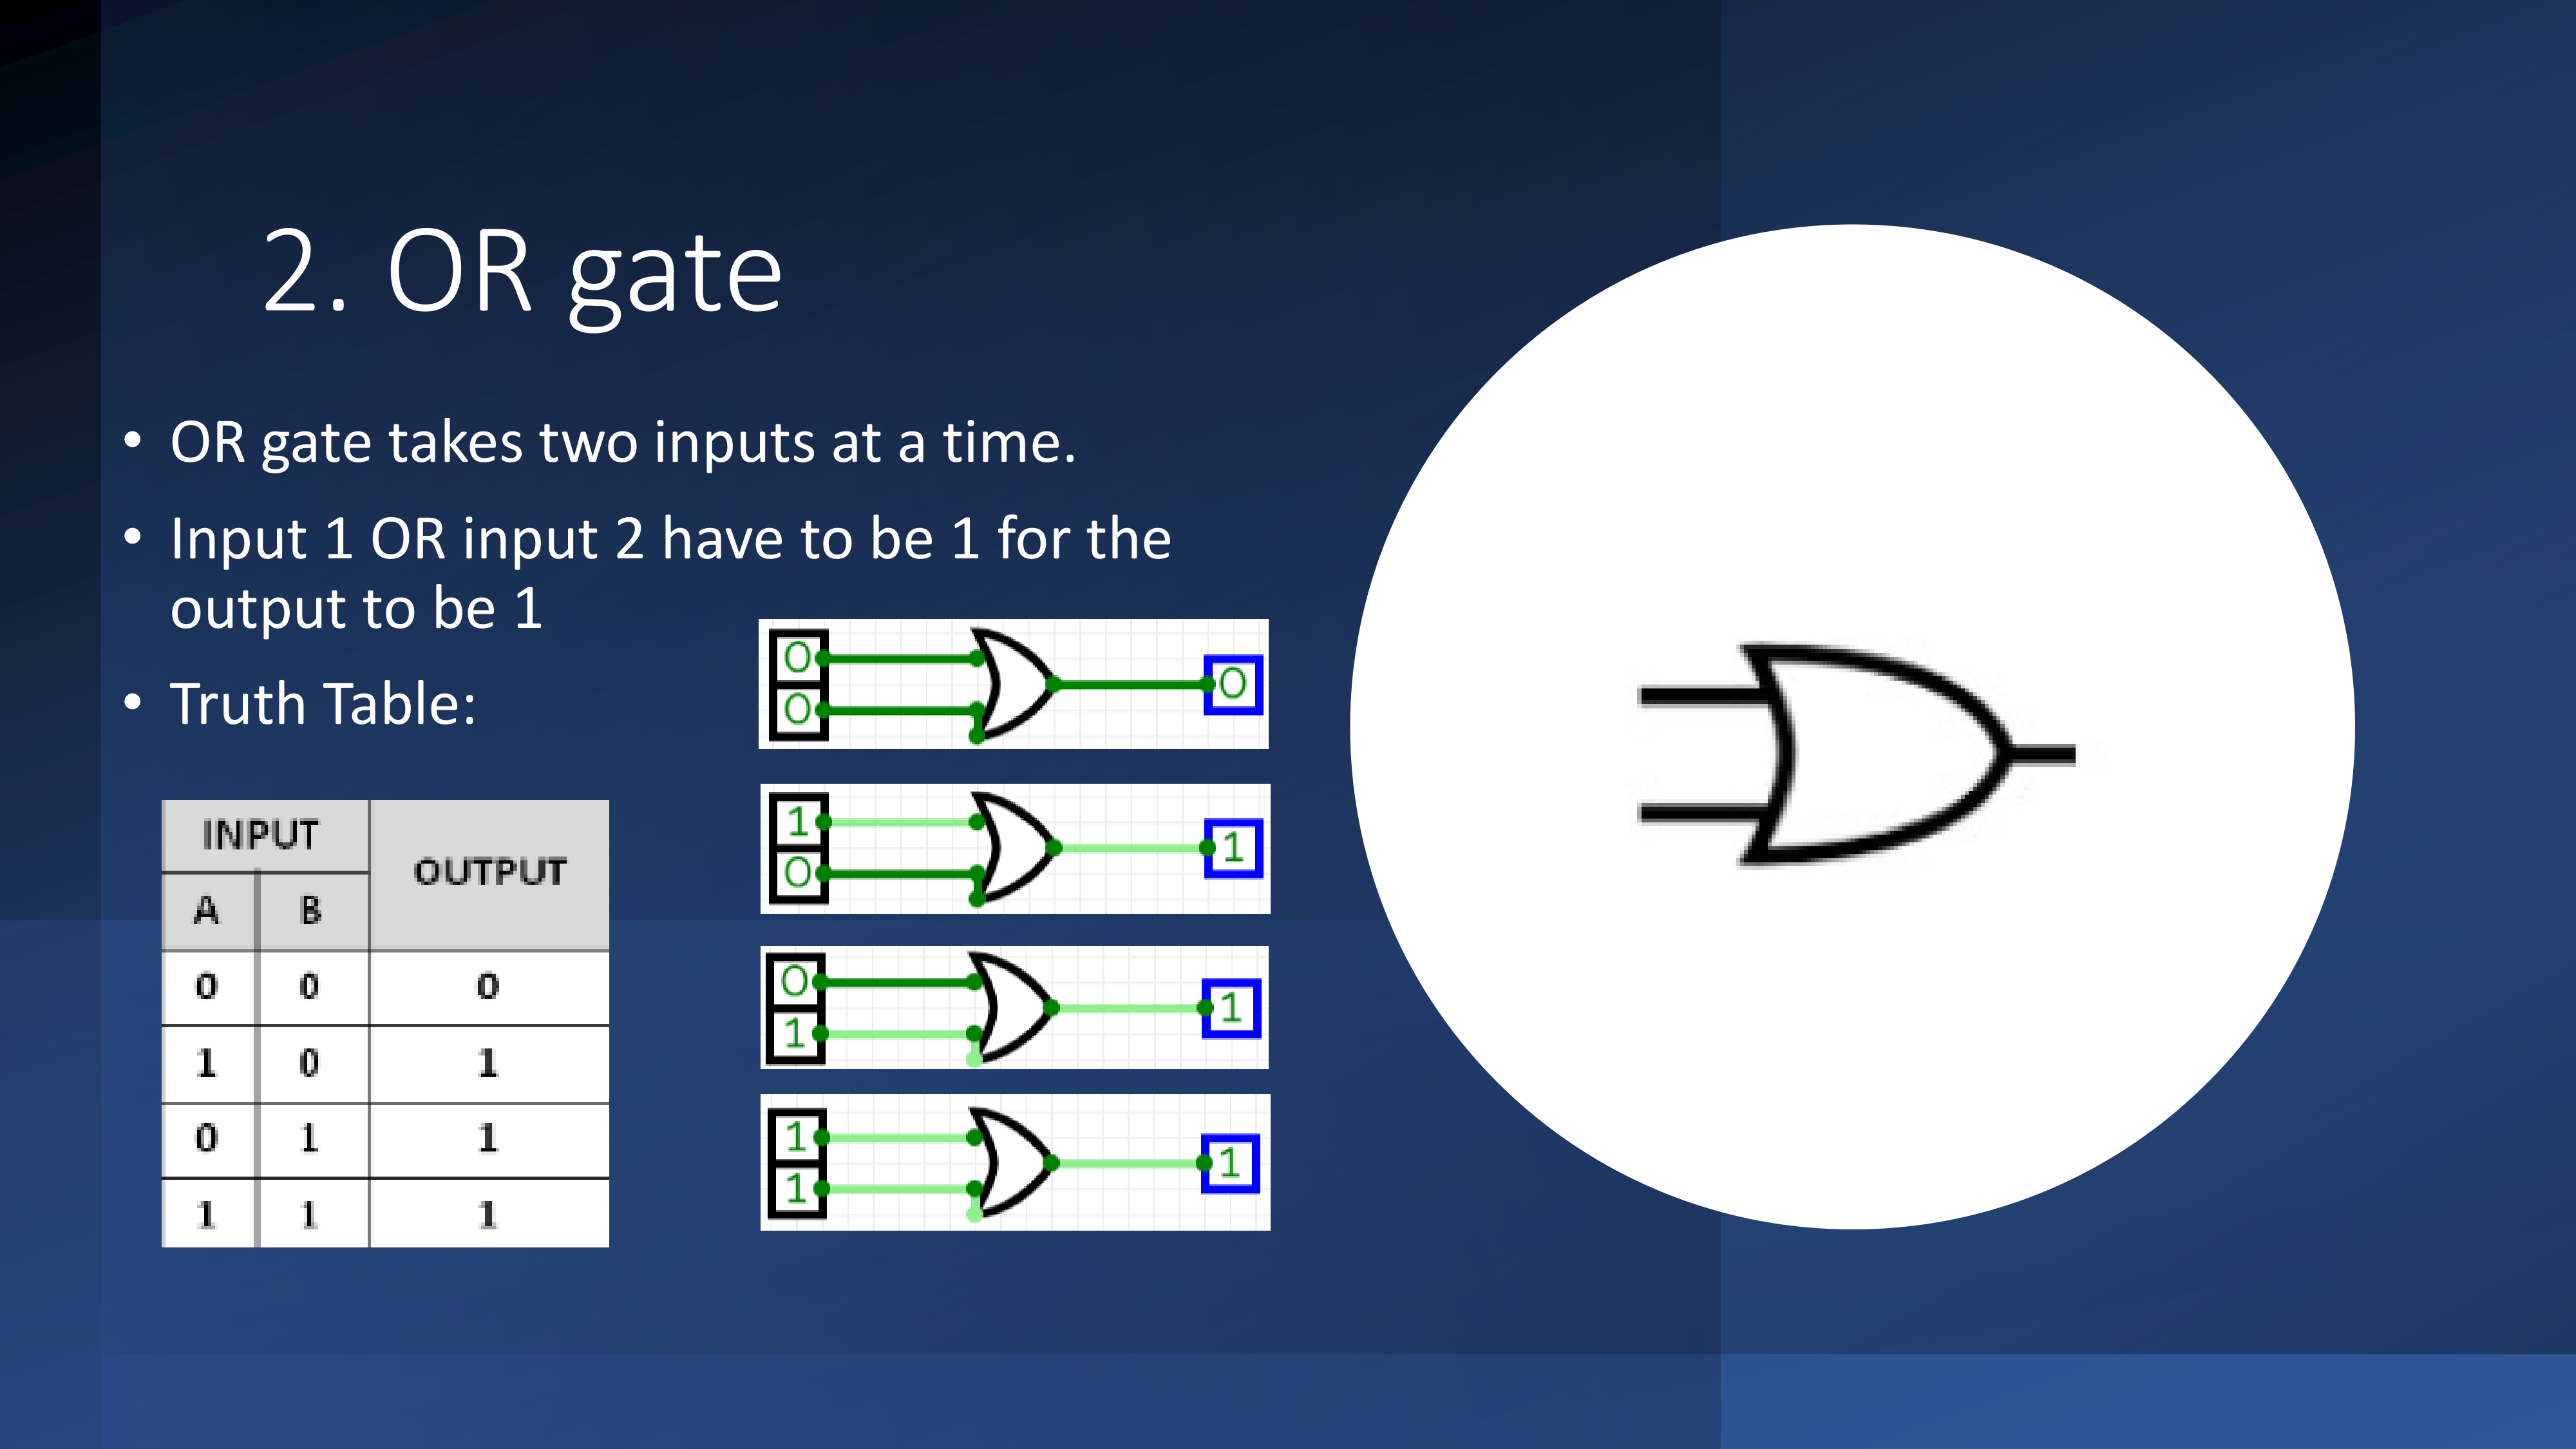 2. OR gate
• OR gate takes two inputs at a time.
• Input 1 OR input 2 have to be 1 for the
output to be 1
• Truth Table:
INPUT OUTPUT
A B
0 0 0
1 0 1
0 1 1
1 1 1
0
0
0
1
0
1
0
1
1
1
1
1